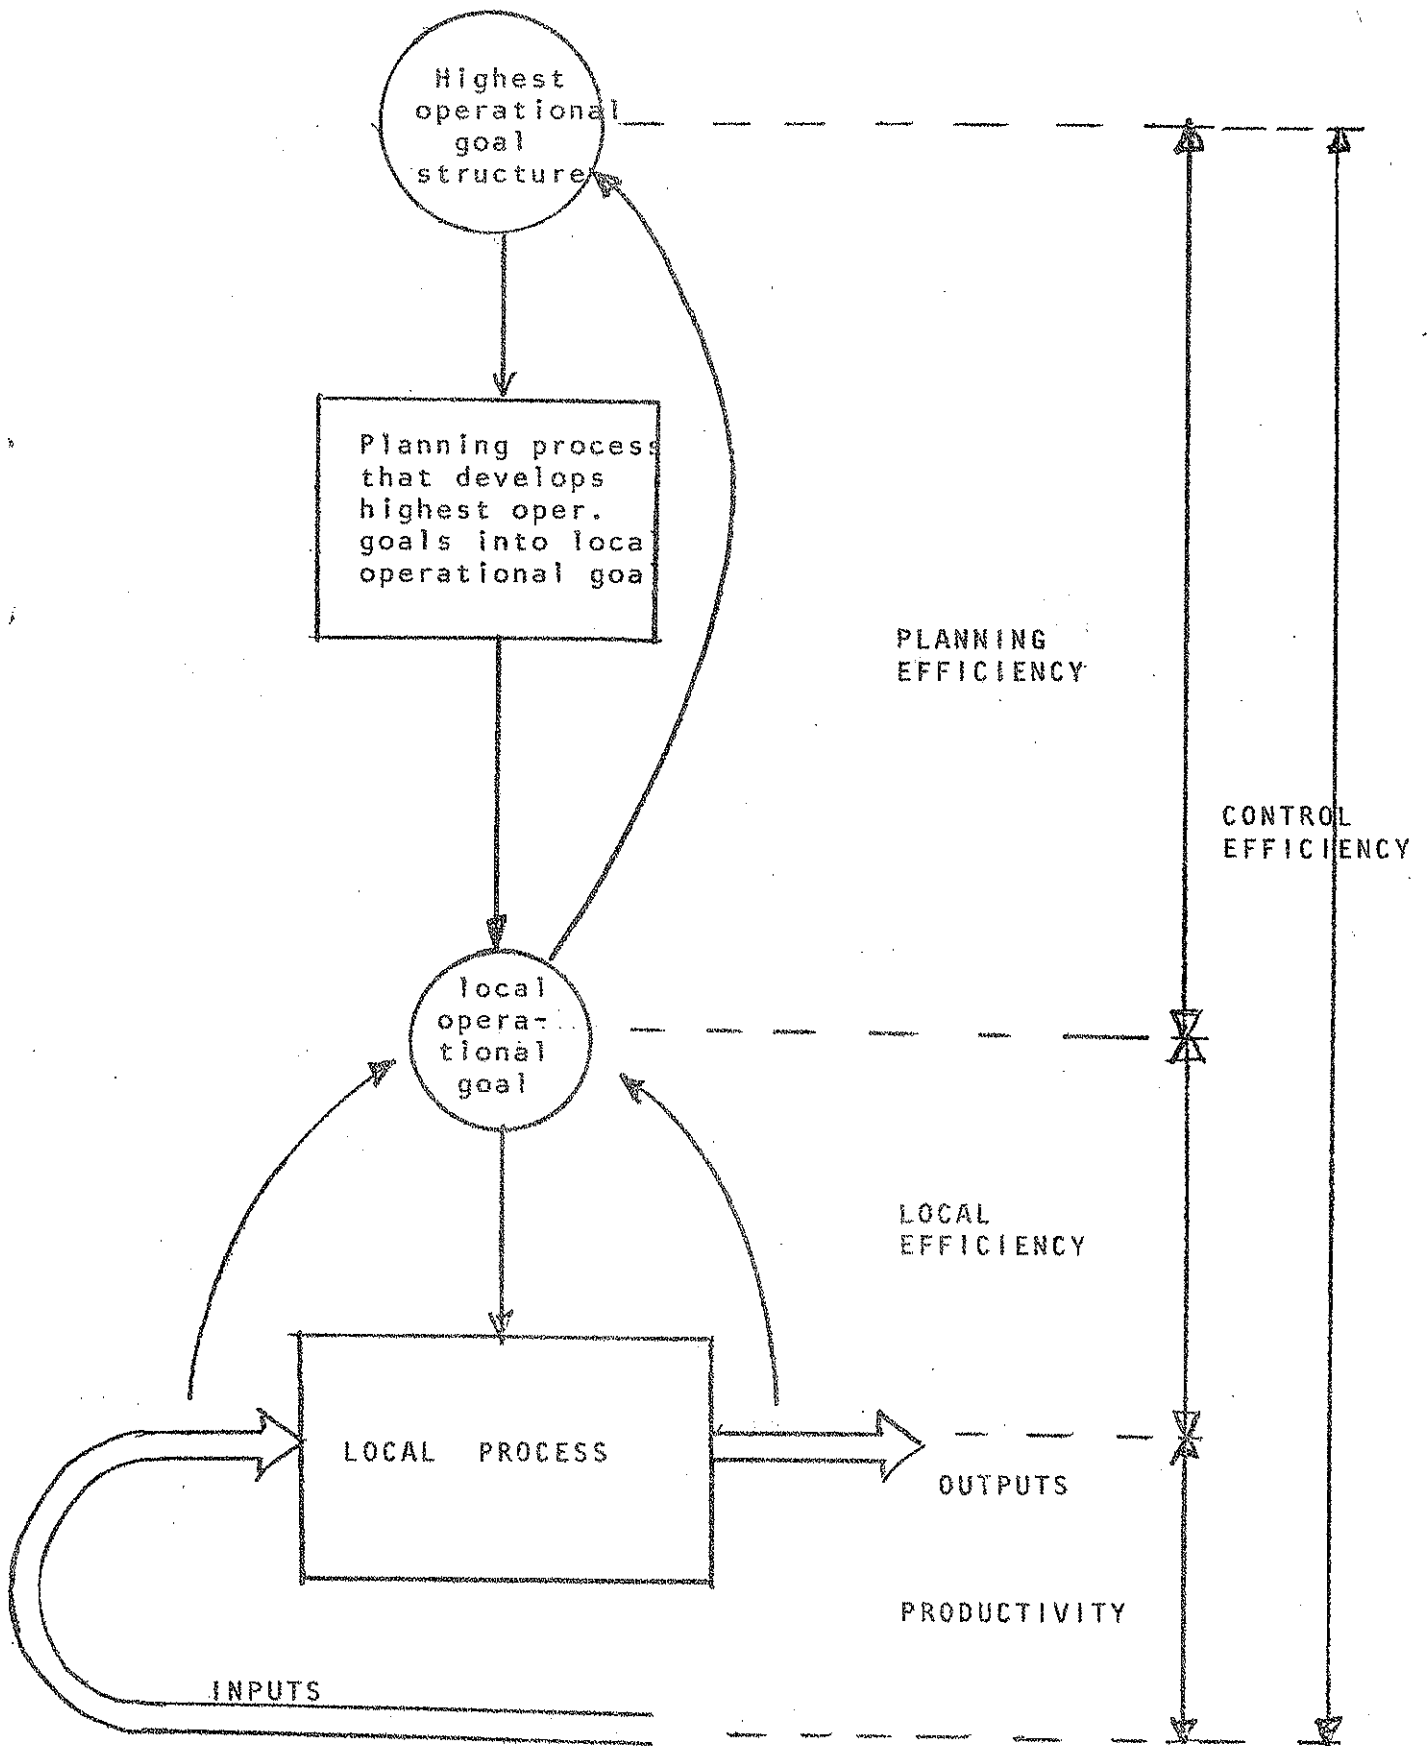 Highest
operational
goal
structure
Planning process
that develops
highest oper.
goals into loca
operational goa
PLANNING
EFFICIENCY
CONTROL
EFFICIENCY
local
opera-
tional
goal
LOCAL
EFFICIENCY
LOCAL PROCESS
OUTPUTS
PRODUCTIVITY
INPUTS